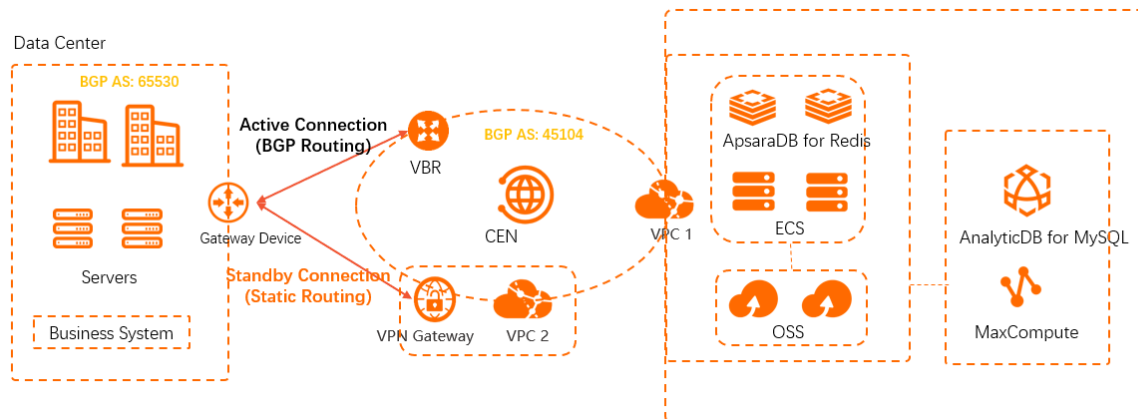 Data Center
BGP AS: 65530
Servers
Business System
Gateway Device
Active Connection
(BGP Routing)
Standby Connection
(Static Routing)
VBR
BGP AS: 45104
CEN
VPN Gateway
VPC 2
VPC 1
ApsaraDB for Redis
ECS
OSS
AnalyticDB for MySQL
MaxCompute